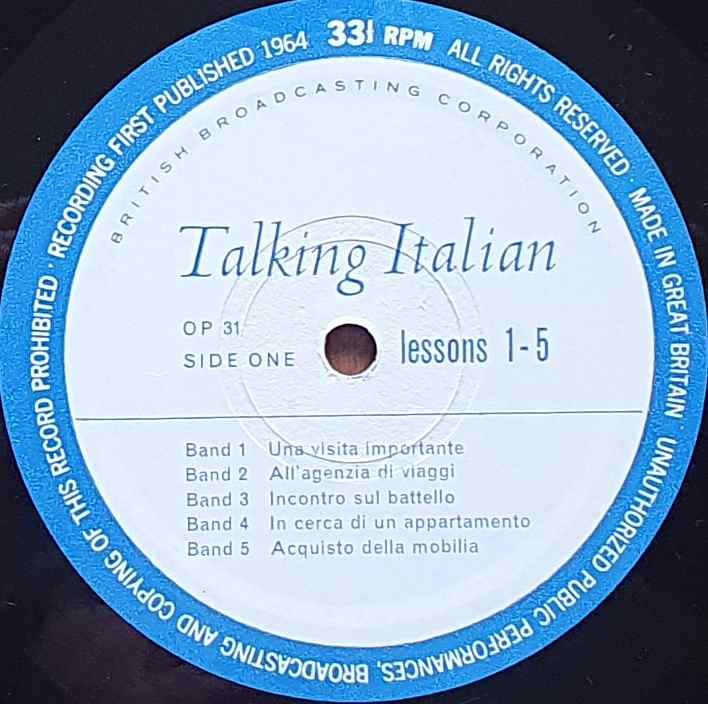 RECORDING FIRST PUBLISHED 1964 33⅓ RPM ALL RIGHTS RESERVED · MADE IN GREAT BRITAIN UNAUTHORIZED PUBLIC PERFORMANCES, BROADCASTING AND COPYING OF THIS RECORD PROHIBITED ·
BRITISH BROADCASTING CORPORATION
Talking Italian
OP 31
SIDE ONE
lessons 1-5
Band 1 Una visita importante
Band 2 All'agenzia di viaggi
Band 3 Incontro sul battello
Band 4 In cerca di un appartamento
Band 5 Acquisto della mobilia